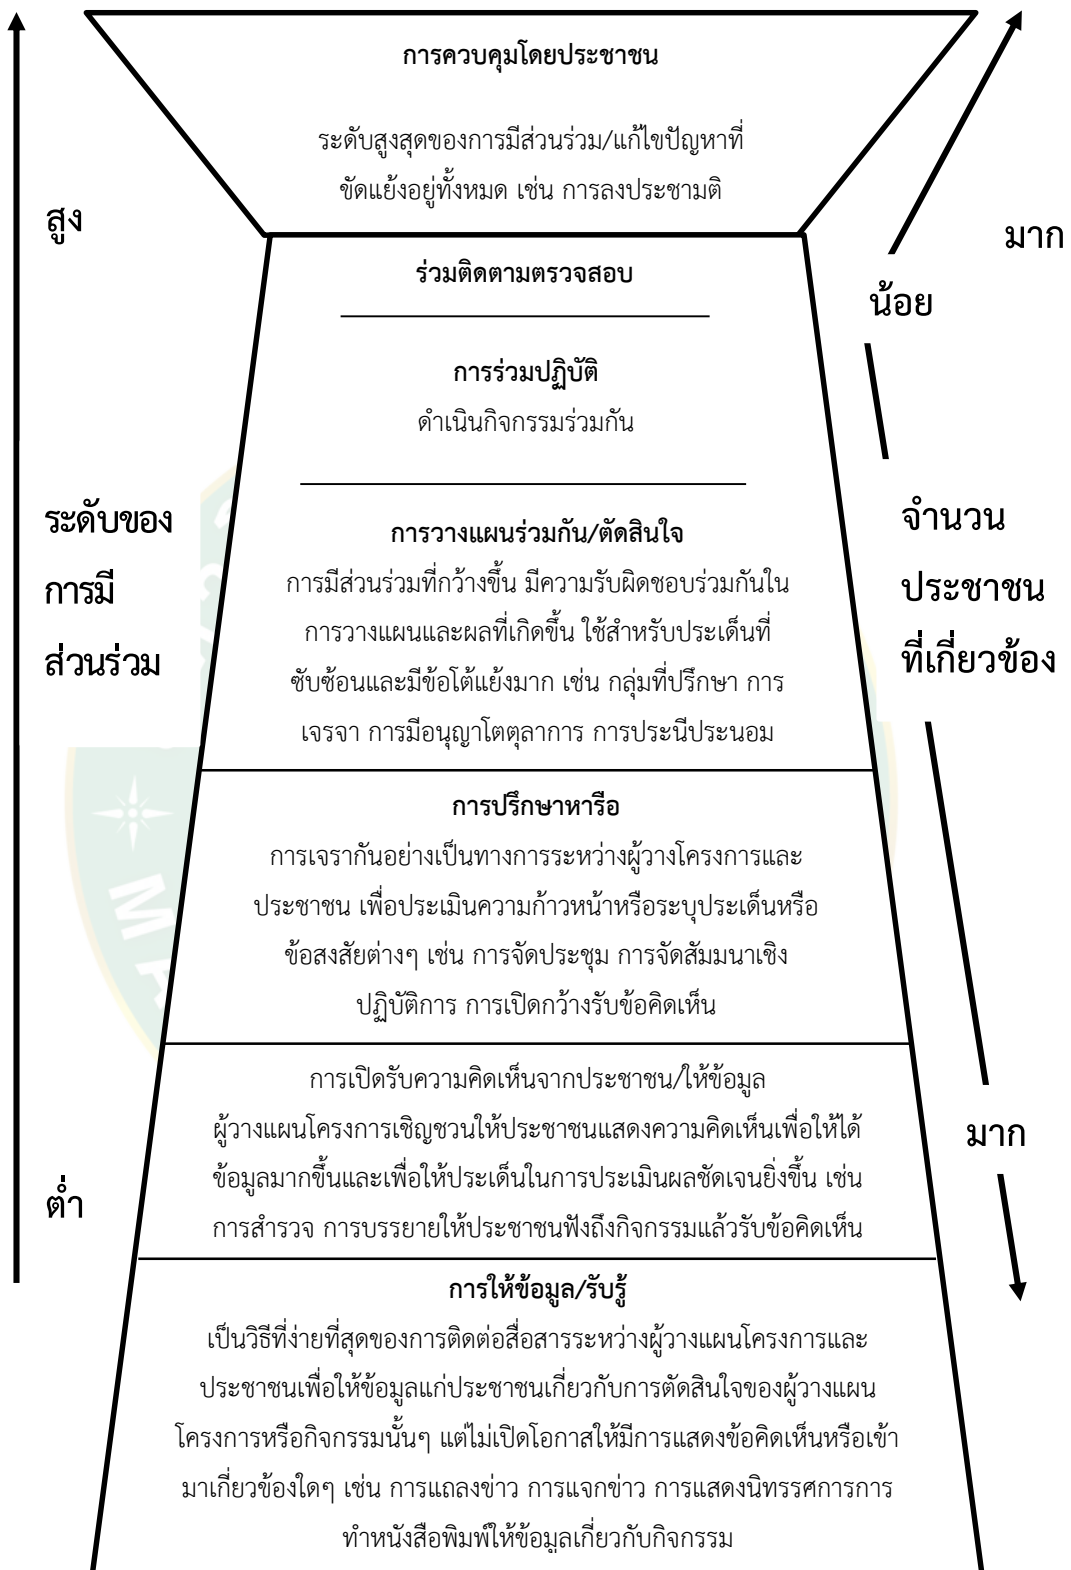 การควบคุมโดยประชาชน
ระดับสูงสุดของการมีส่วนร่วม/แก้ไขปัญหาที่
ขัดแย้งอยู่ทั้งหมด เช่น การลงประชามติ
สูง
มาก
ร่วมติดตามตรวจสอบ
น้อย
การร่วมปฏิบัติ
ดำเนินกิจกรรมร่วมกัน
ระดับของ
การมี
ส่วนร่วม
จำนวน
ประชาชน
ที่เกี่ยวข้อง
การวางแผนร่วมกัน/ตัดสินใจ
การมีส่วนร่วมที่กว้างขึ้น มีความรับผิดชอบร่วมกันใน
การวางแผนและผลที่เกิดขึ้น ใช้สำหรับประเด็นที่
ซับซ้อนและมีข้อโต้แย้งมาก เช่น กลุ่มที่ปรึกษา การ
เจรจา การมีอนุญาโตตุลาการ การประนีประนอม
การปรึกษาหารือ
การเจรากันอย่างเป็นทางการระหว่างผู้วางโครงการและ
ประชาชน เพื่อประเมินความก้าวหน้าหรือระบุประเด็นหรือ
ข้อสงสัยต่างๆ เช่น การจัดประชุม การจัดสัมมนาเชิง
ปฏิบัติการ การเปิดกว้างรับข้อคิดเห็น
การเปิดรับความคิดเห็นจากประชาชน/ให้ข้อมูล
ผู้วางแผนโครงการเชิญชวนให้ประชาชนแสดงความคิดเห็นเพื่อให้ได้
ข้อมูลมากขึ้นและเพื่อให้ประเด็นในการประเมินผลชัดเจนยิ่งขึ้น เช่น
การสำรวจ การบรรยายให้ประชาชนฟังถึงกิจกรรมแล้วรับข้อคิดเห็น
มาก
ต่ำ
การให้ข้อมูล/รับรู้
เป็นวิธีที่ง่ายที่สุดของการติดต่อสื่อสารระหว่างผู้วางแผนโครงการและ
ประชาชนเพื่อให้ข้อมูลแก่ประชาชนเกี่ยวกับการตัดสินใจของผู้วางแผน
โครงการหรือกิจกรรมนั้นๆ แต่ไม่เปิดโอกาสให้มีการแสดงข้อคิดเห็นหรือเข้า
มาเกี่ยวข้องใดๆ เช่น การแถลงข่าว การแจกข่าว การแสดงนิทรรศการการ
ทำหนังสือพิมพ์ให้ข้อมูลเกี่ยวกับกิจกรรม